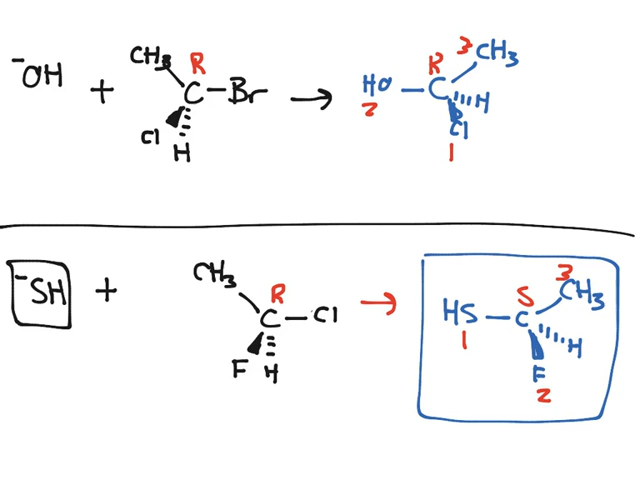 ⁻OH + CH₃ R C–Br → HO–C R 3 CH₃
Cl H
2 H Cl
1
⁻SH + CH₃ R C–Cl → HS–C S 3 CH₃
F H
1 H F
2